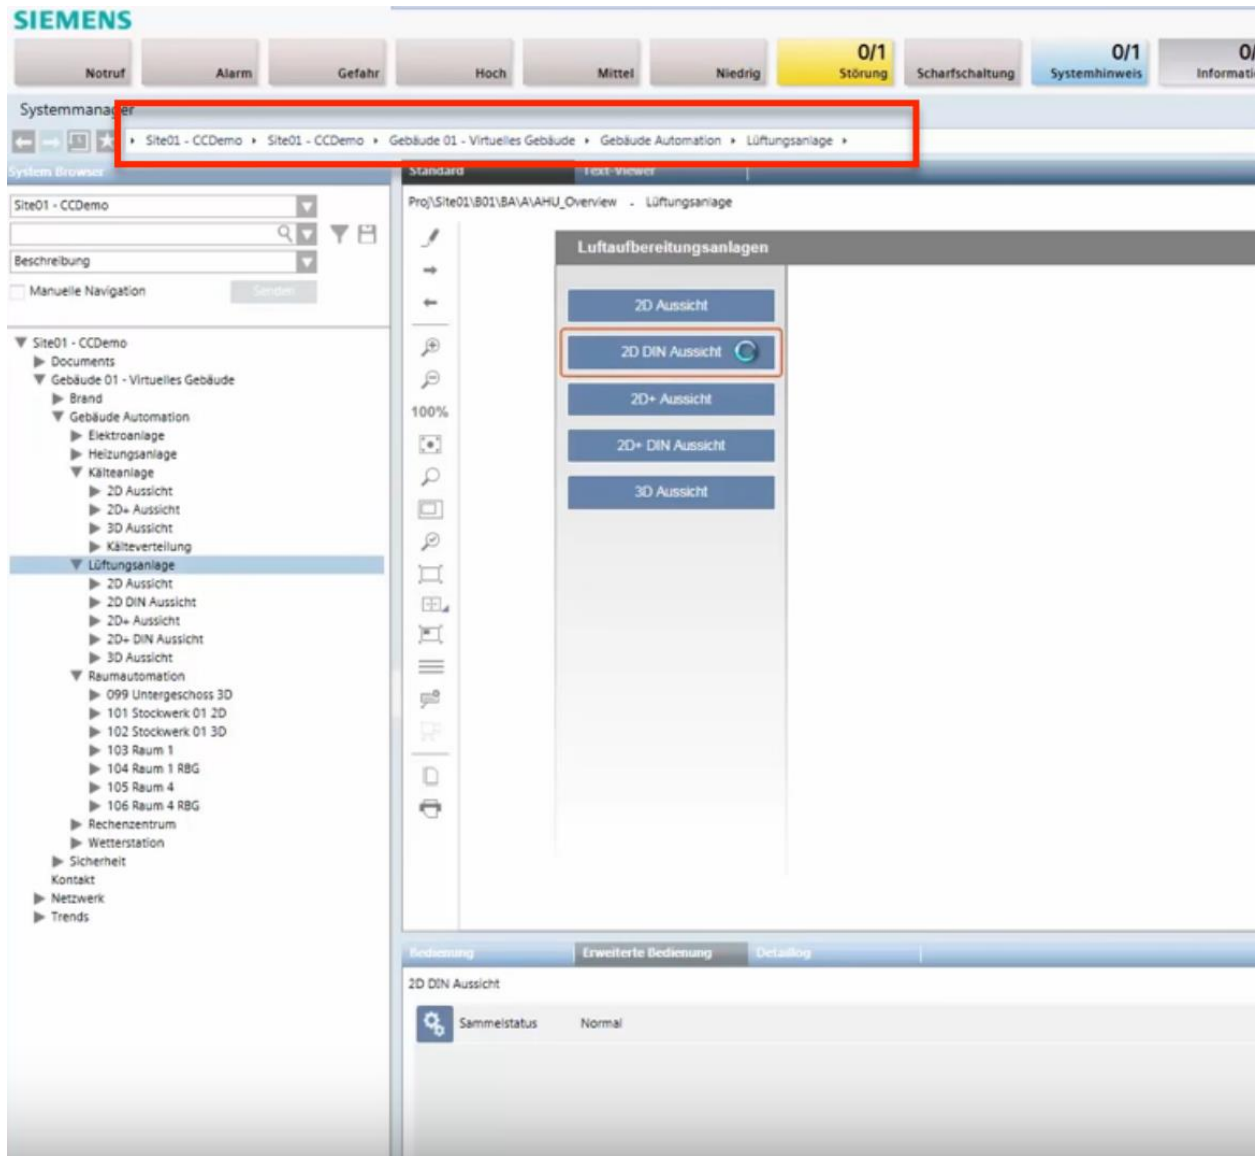 SIEMENS
0/1 0/1 0/
Notruf Alarm Gefahr Hoch Mittel Niedrig Störung Scharfschaltung Systemhinweis Informati
Systemmanager
Site01 - CCDemo Site01 - CCDemo Gebäude 01 - Virtuelles Gebäude Gebäude Automation Lüftungsanlage
System Browser
Site01 - CCDemo
Beschreibung
Manuelle Navigation Senden
Site01 - CCDemo
Documents
Gebäude 01 - Virtuelles Gebäude
Brand
Gebäude Automation
Elektroanlage
Heizungsanlage
Kälteanlage
2D Aussicht
2D+ Aussicht
3D Aussicht
Kälteverteilung
Lüftungsanlage
2D Aussicht
2D DIN Aussicht
2D+ Aussicht
2D+ DIN Aussicht
3D Aussicht
Raumautomation
099 Untergeschoss 3D
101 Stockwerk 01 2D
102 Stockwerk 01 3D
103 Raum 1
104 Raum 1 RBG
105 Raum 4
106 Raum 4 RBG
Rechenzentrum
Wetterstation
Sicherheit
Kontakt
Netzwerk
Trends
Standard Text-Viewer
Proj\Site01\B01\BA\A\AHU_Overview - Lüftungsanlage
100%
Luftaufbereitungsanlagen
2D Aussicht
2D DIN Aussicht
2D+ Aussicht
2D+ DIN Aussicht
3D Aussicht
Bedienung Erweiterte Bedienung Detaillog
2D DIN Aussicht
Sammelstatus Normal